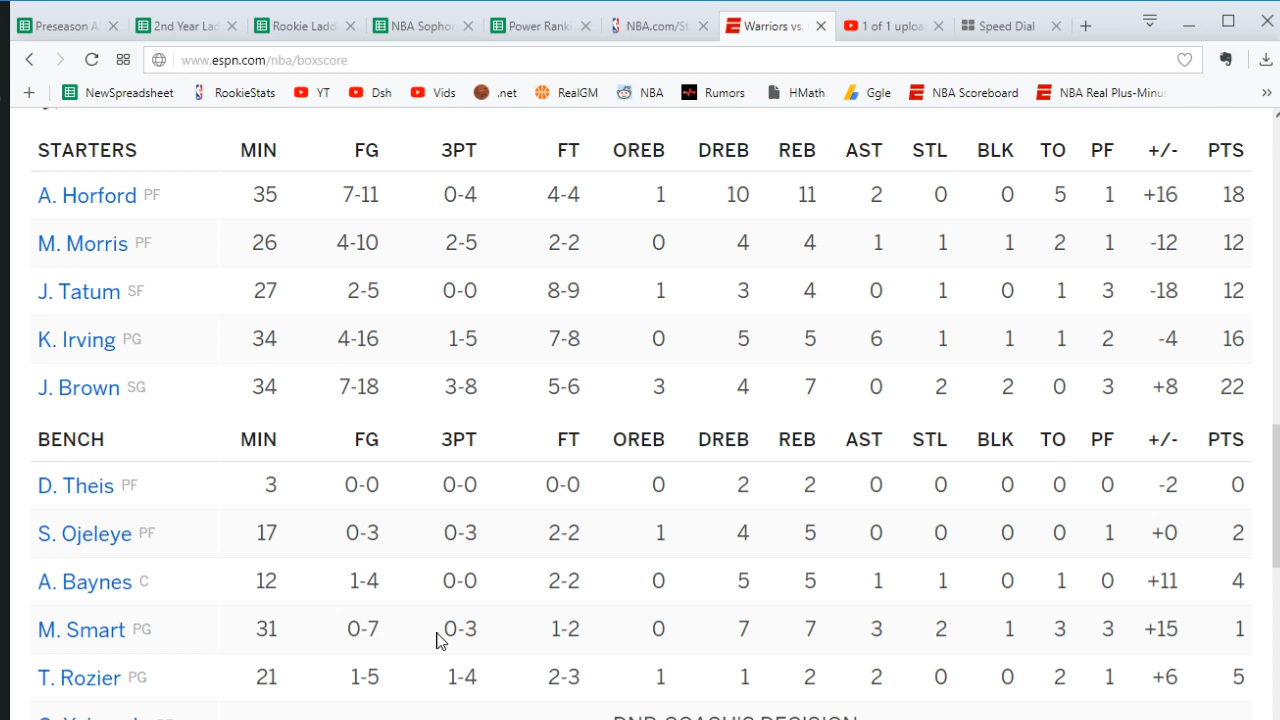 Preseason A 2nd Year Lad Rookie Ladd NBA Sopho Power Rank NBA.com/St Warriors vs. 1 of 1 uploa Speed Dial
www.espn.com/nba/boxscore
NewSpreadsheet RookieStats YT Dsh Vids .net RealGM NBA Rumors HMath Ggle NBA Scoreboard NBA Real Plus-Minu
STARTERS MIN FG 3PT FT OREB DREB REB AST STL BLK TO PF +/- PTS
A. Horford PF 35 7-11 0-4 4-4 1 10 11 2 0 0 5 1 +16 18
M. Morris PF 26 4-10 2-5 2-2 0 4 4 1 1 1 2 1 -12 12
J. Tatum SF 27 2-5 0-0 8-9 1 3 4 0 1 0 1 3 -18 12
K. Irving PG 34 4-16 1-5 7-8 0 5 5 6 1 1 1 2 -4 16
J. Brown SG 34 7-18 3-8 5-6 3 4 7 0 2 2 0 3 +8 22
BENCH MIN FG 3PT FT OREB DREB REB AST STL BLK TO PF +/- PTS
D. Theis PF 3 0-0 0-0 0-0 0 2 2 0 0 0 0 0 -2 0
S. Ojeleye PF 17 0-3 0-3 2-2 1 4 5 0 0 0 0 1 +0 2
A. Baynes C 12 1-4 0-0 2-2 0 5 5 1 1 0 1 0 +11 4
M. Smart PG 31 0-7 0-3 1-2 0 7 7 3 2 1 3 3 +15 1
T. Rozier PG 21 1-5 1-4 2-3 1 1 2 2 0 0 2 1 +6 5
DNP-COACH'S DECISION